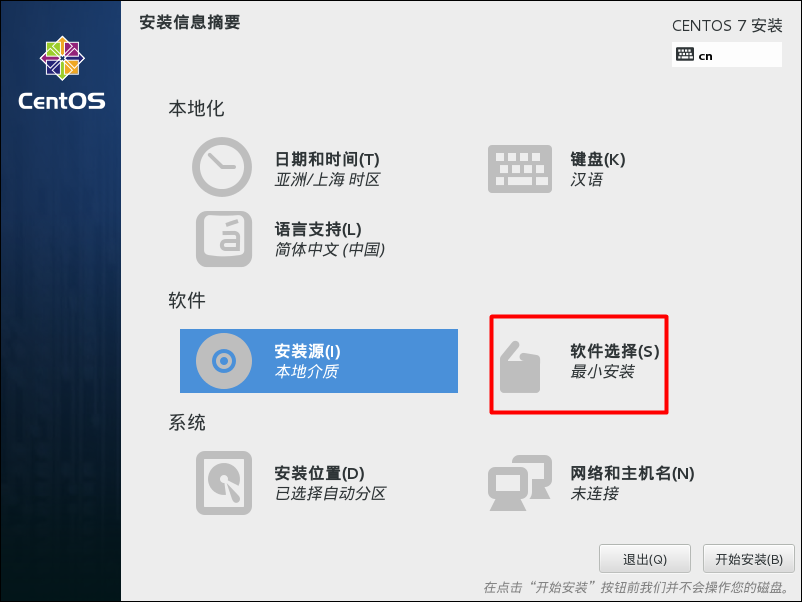 安装信息摘要
CENTOS 7 安装
cn
CentOS
本地化
日期和时间(T)
亚洲/上海 时区
键盘(K)
汉语
语言支持(L)
简体中文 (中国)
软件
安装源(I)
本地介质
软件选择(S)
最小安装
系统
安装位置(D)
已选择自动分区
网络和主机名(N)
未连接
退出(Q)
开始安装(B)
在点击“开始安装”按钮前我们并不会操作您的磁盘。